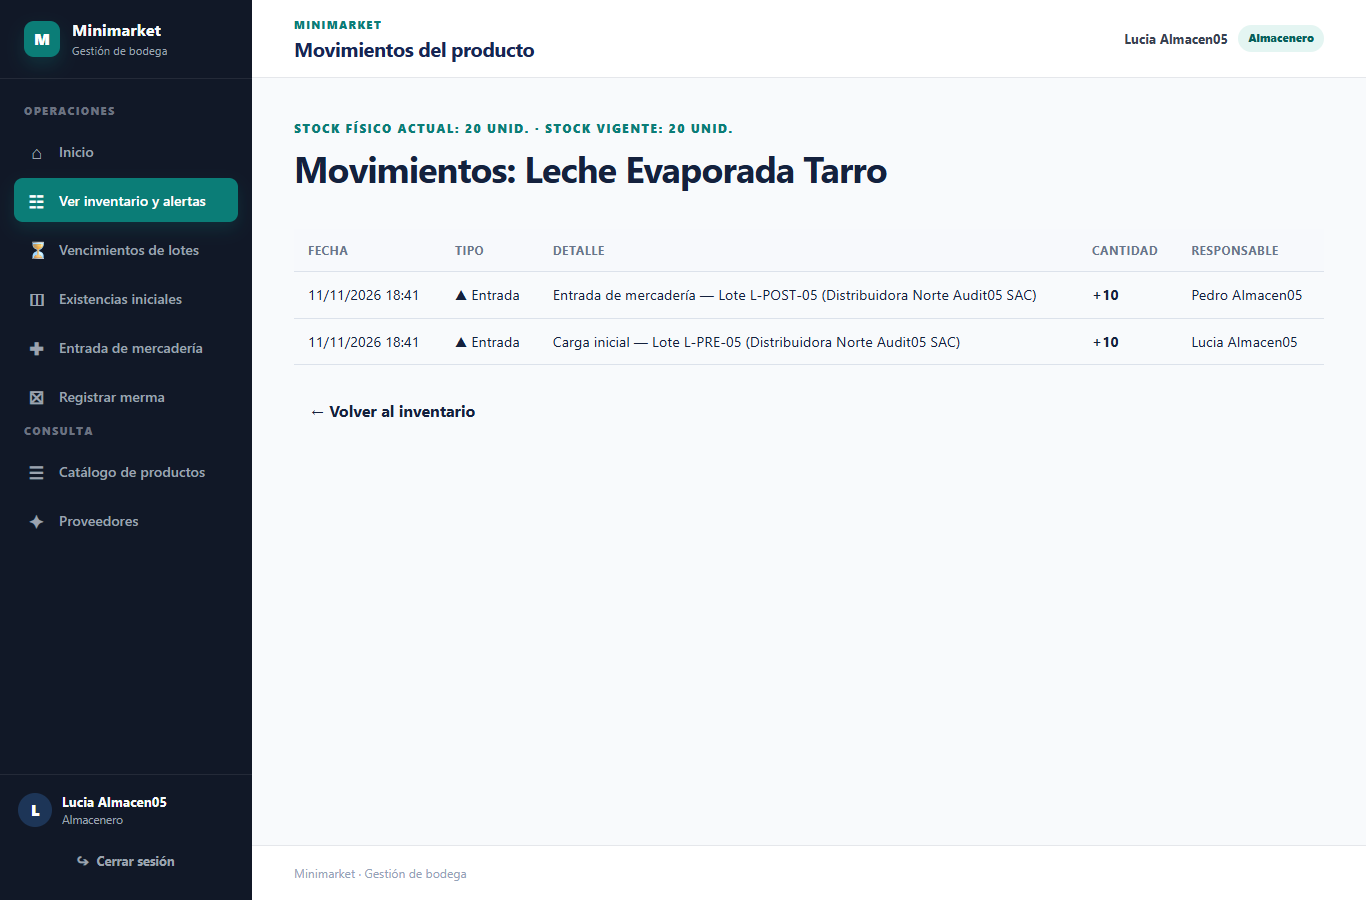 M
Minimarket
Gestión de bodega
OPERACIONES
Inicio
Ver inventario y alertas
Vencimientos de lotes
Existencias iniciales
Entrada de mercadería
Registrar merma
CONSULTA
Catálogo de productos
Proveedores
L
Lucia Almacen05
Almacenero
↪ Cerrar sesión
MINIMARKET
Movimientos del producto
Lucia Almacen05 Almacenero
STOCK FÍSICO ACTUAL: 20 UNID. · STOCK VIGENTE: 20 UNID.
Movimientos: Leche Evaporada Tarro
FECHA TIPO DETALLE CANTIDAD RESPONSABLE
11/11/2026 18:41 ▲ Entrada Entrada de mercadería — Lote L-POST-05 (Distribuidora Norte Audit05 SAC) +10 Pedro Almacen05
11/11/2026 18:41 ▲ Entrada Carga inicial — Lote L-PRE-05 (Distribuidora Norte Audit05 SAC) +10 Lucia Almacen05
← Volver al inventario
Minimarket · Gestión de bodega